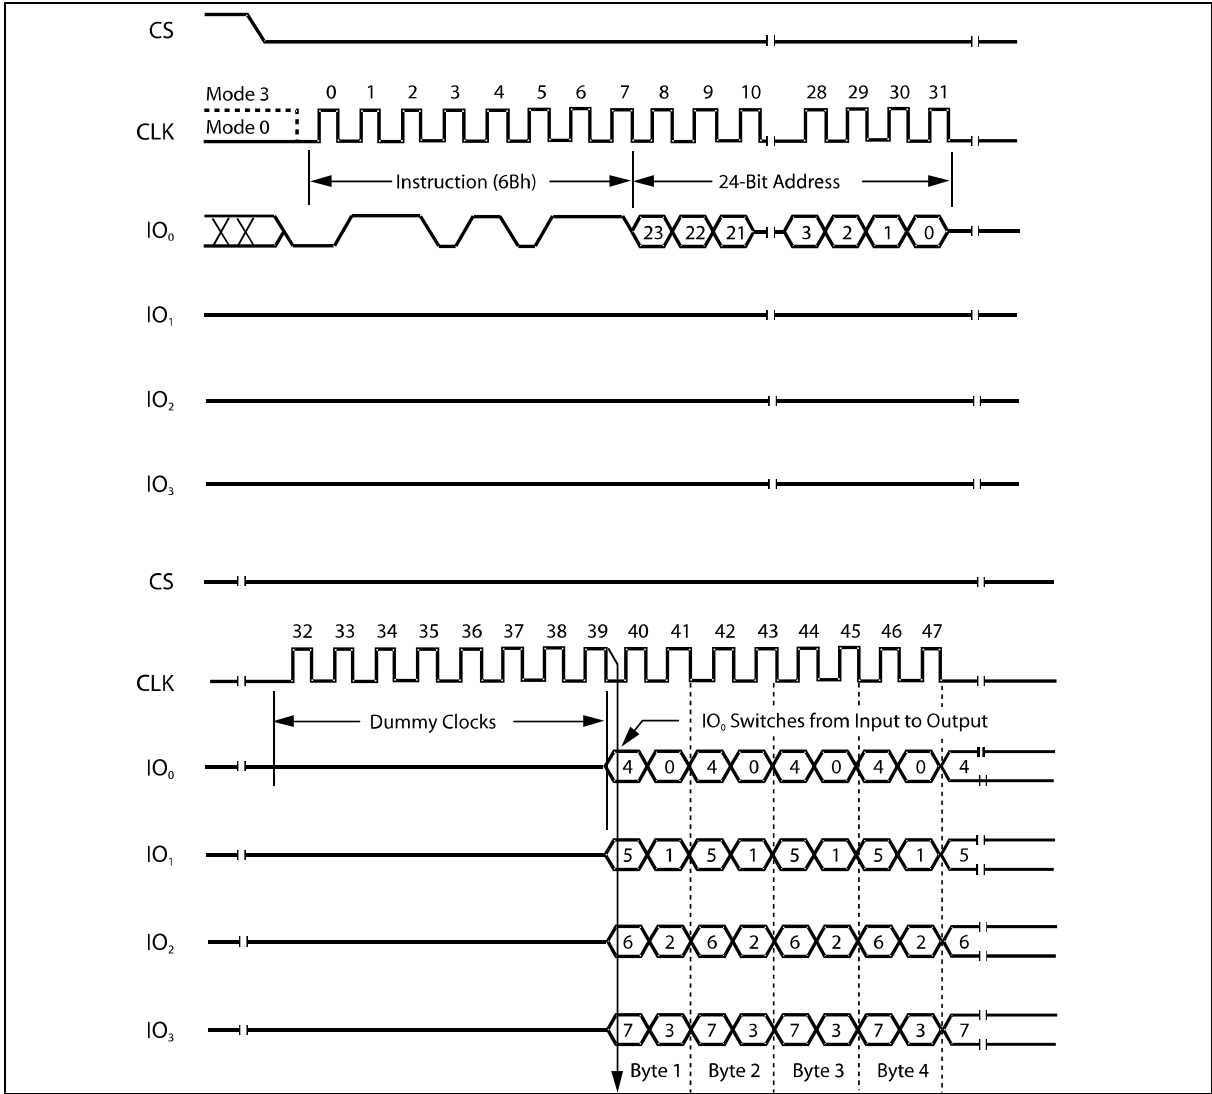 CS
Mode 3
0 1 2 3 4 5 6 7 8 9 10 28 29 30 31
Mode 0
CLK
Instruction (6Bh) 24-Bit Address
IO0 23 22 21 3 2 1 0
IO1
IO2
IO3
CS
32 33 34 35 36 37 38 39 40 41 42 43 44 45 46 47
CLK
Dummy Clocks IO0 Switches from Input to Output
IO0 4 0 4 0 4 0 4 0 4
IO1 5 1 5 1 5 1 5 1 5
IO2 6 2 6 2 6 2 6 2 6
IO3 7 3 7 3 7 3 7 3 7
Byte 1 Byte 2 Byte 3 Byte 4